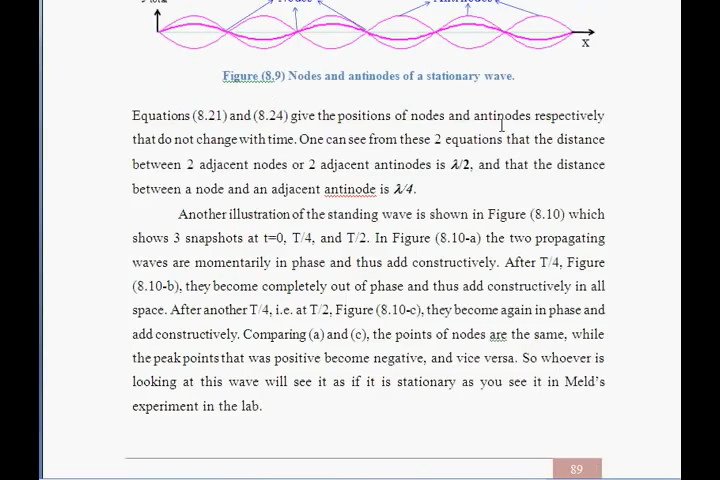 x
Figure (8.9) Nodes and antinodes of a stationary wave.
Equations (8.21) and (8.24) give the positions of nodes and antinodes respectively
that do not change with time. One can see from these 2 equations that the distance
between 2 adjacent nodes or 2 adjacent antinodes is λ/2, and that the distance
between a node and an adjacent antinode is λ/4.
Another illustration of the standing wave is shown in Figure (8.10) which
shows 3 snapshots at t=0, T/4, and T/2. In Figure (8.10-a) the two propagating
waves are momentarily in phase and thus add constructively. After T/4, Figure
(8.10-b), they become completely out of phase and thus add constructively in all
space. After another T/4, i.e. at T/2, Figure (8.10-c), they become again in phase and
add constructively. Comparing (a) and (c), the points of nodes are the same, while
the peak points that was positive become negative, and vice versa. So whoever is
looking at this wave will see it as if it is stationary as you see it in Meld's
experiment in the lab.
89